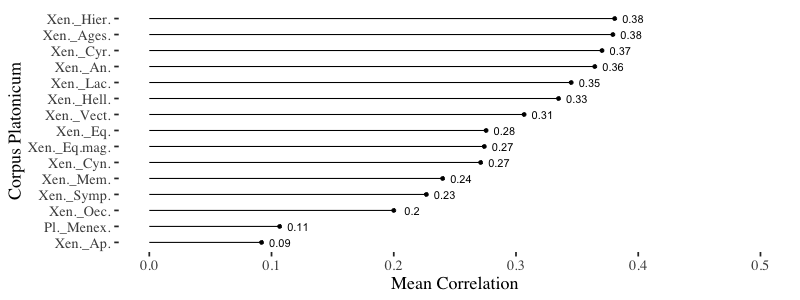 Corpus Platonicum
Xen._Hier. 0.38
Xen._Ages. 0.38
Xen._Cyr. 0.37
Xen._An. 0.36
Xen._Lac. 0.35
Xen._Hell. 0.33
Xen._Vect. 0.31
Xen._Eq. 0.28
Xen._Eq.mag. 0.27
Xen._Cyn. 0.27
Xen._Mem. 0.24
Xen._Symp. 0.23
Xen._Oec. 0.2
Pl._Menex. 0.11
Xen._Ap. 0.09
0.0 0.1 0.2 0.3 0.4 0.5
Mean Correlation